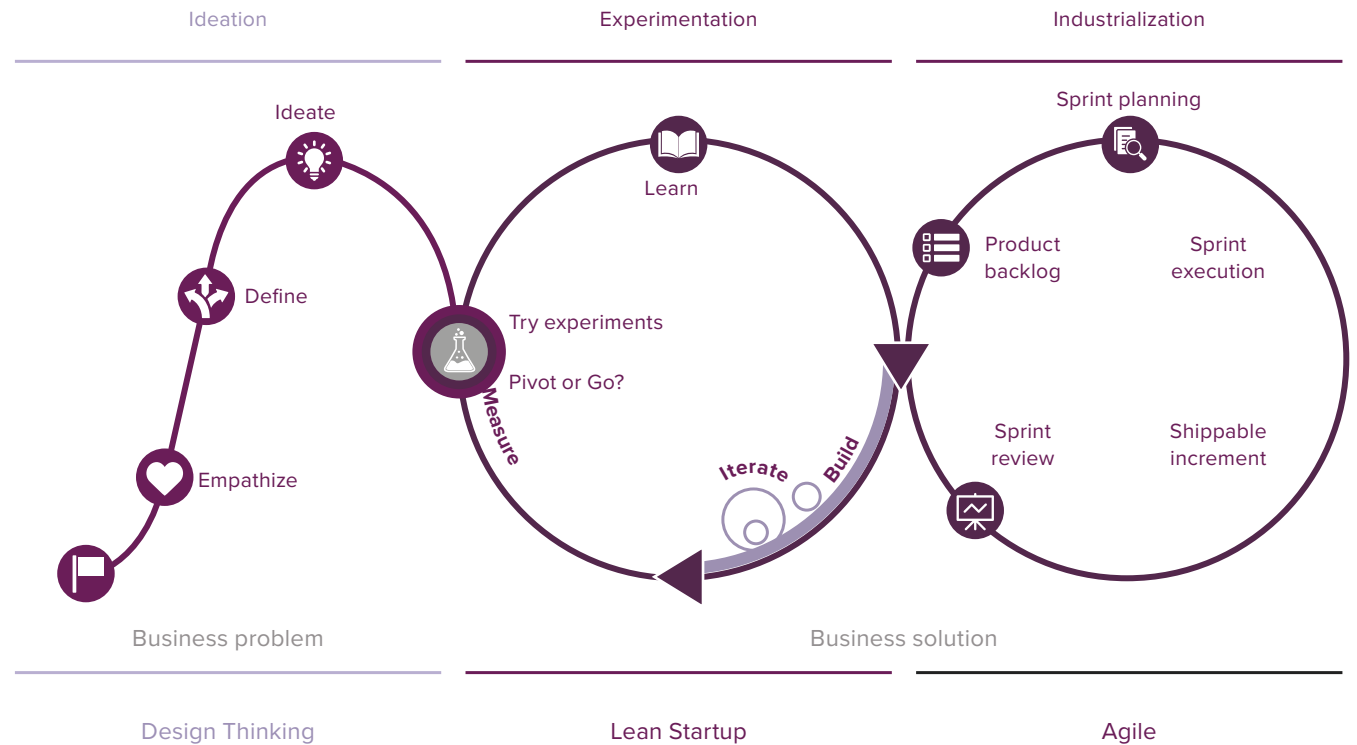 Ideation
Experimentation
Industrialization
Ideate
Define
Empathize
Learn
Try experiments
Pivot or Go?
Measure
Iterate
Build
Sprint planning
Product
backlog
Sprint
execution
Sprint
review
Shippable
increment
Business problem
Business solution
Design Thinking
Lean Startup
Agile